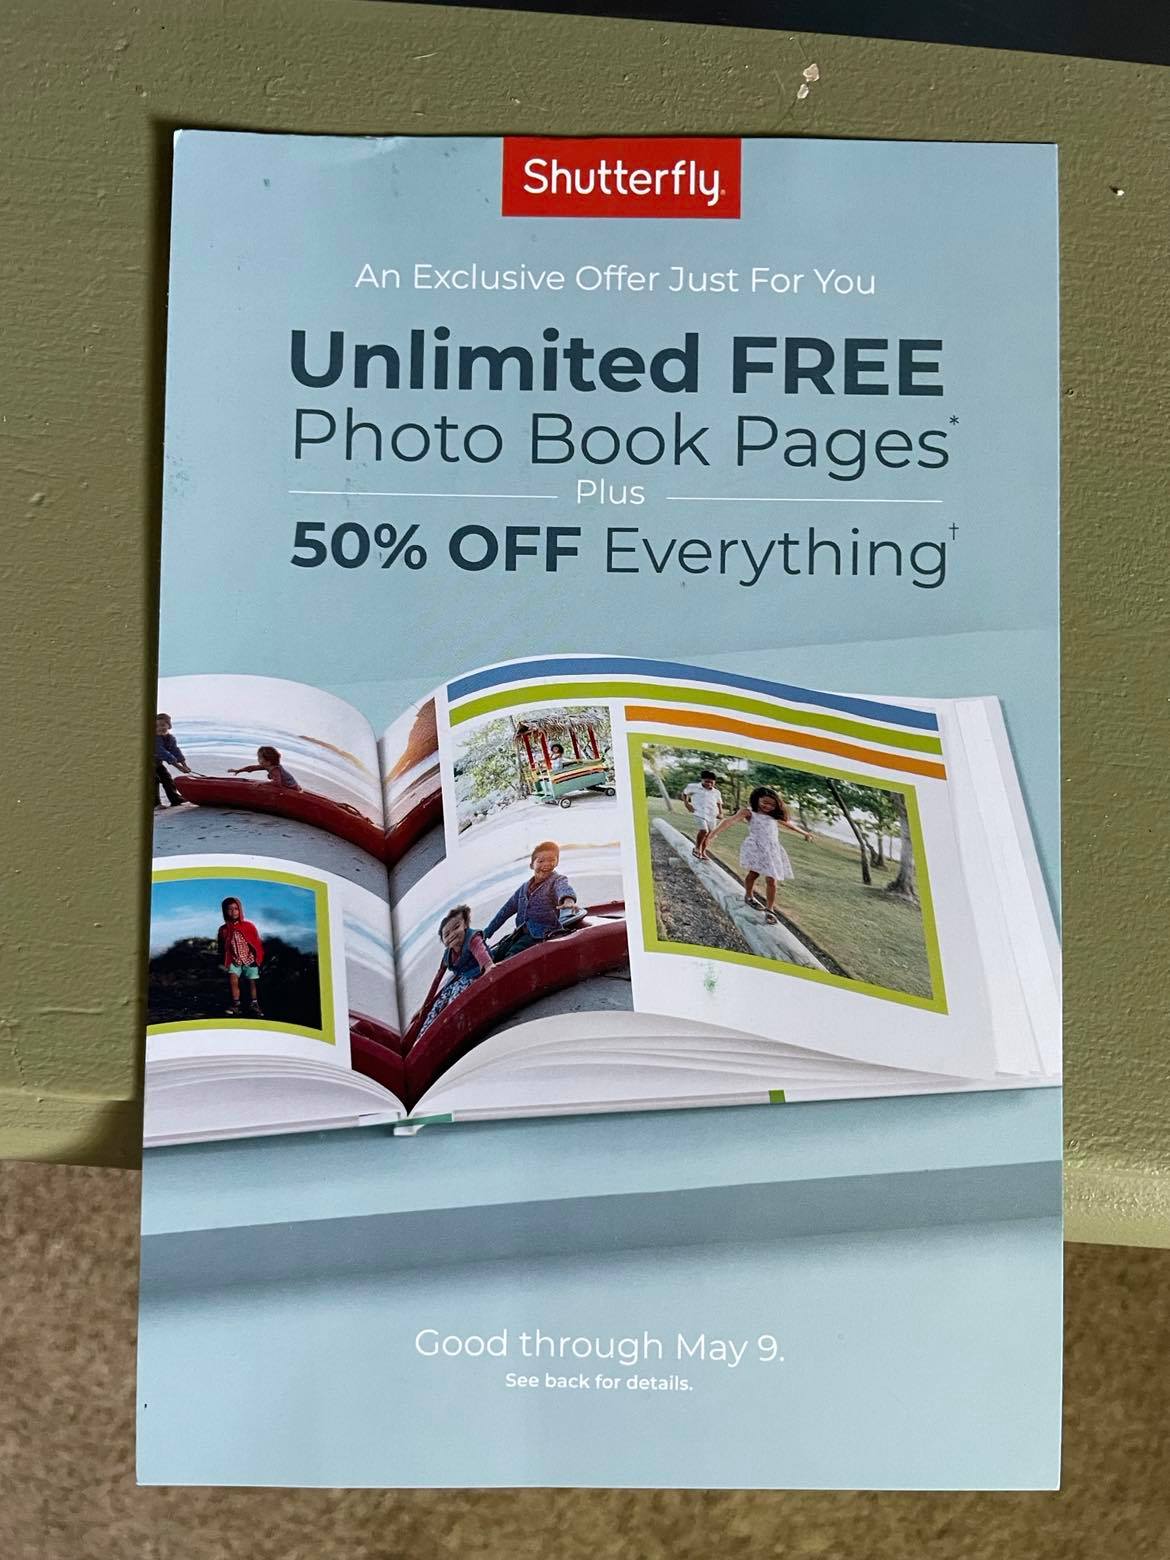 Shutterfly.
An Exclusive Offer Just For You
Unlimited FREE
Photo Book Pages*
Plus
50% OFF Everything†
Good through May 9.
See back for details.